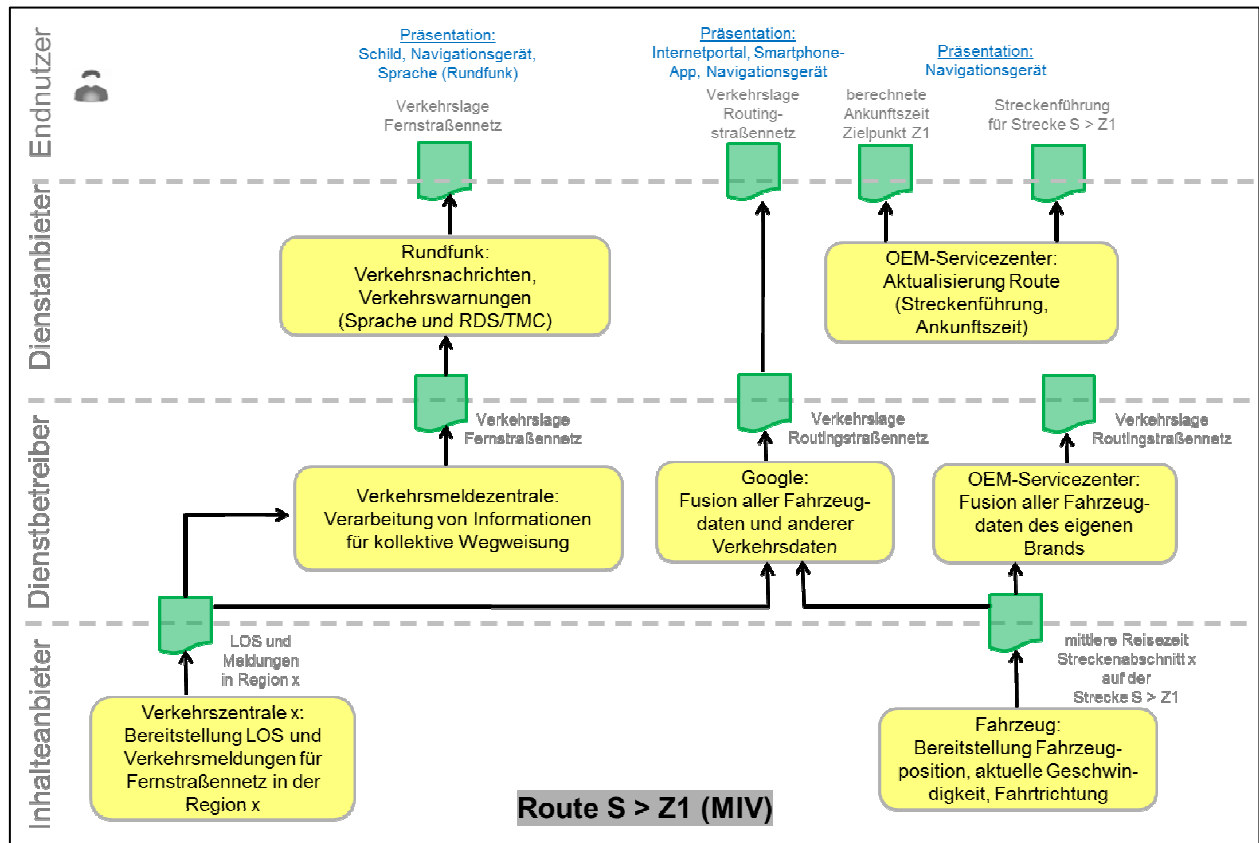 Endnutzer
Präsentation:
Schild, Navigationsgerät,
Sprache (Rundfunk)
Präsentation:
Internetportal, Smartphone-
App, Navigationsgerät
Präsentation:
Navigationsgerät
Verkehrslage
Fernstraßennetz
Verkehrslage
Routing-
straßennetz
berechnete
Ankunftszeit
Zielpunkt Z1
Streckenführung
für Strecke S > Z1
Dienstanbieter
Rundfunk:
Verkehrsnachrichten,
Verkehrswarnungen
(Sprache und RDS/TMC)
OEM-Servicezenter:
Aktualisierung Route
(Streckenführung,
Ankunftszeit)
Dienstbetreiber
Verkehrslage
Fernstraßennetz
Verkehrslage
Routingstraßennetz
Verkehrslage
Routingstraßennetz
Verkehrsmeldezentrale:
Verarbeitung von Informationen
für kollektive Wegweisung
Google:
Fusion aller Fahrzeug-
daten und anderer
Verkehrsdaten
OEM-Servicezenter:
Fusion aller Fahrzeug-
daten des eigenen
Brands
Inhalteanbieter
LOS und
Meldungen
in Region x
mittlere Reisezeit
Streckenabschnitt x
auf der
Strecke S > Z1
Verkehrszentrale x:
Bereitstellung LOS und
Verkehrsmeldungen für
Fernstraßennetz in der
Region x
Fahrzeug:
Bereitstellung Fahrzeug-
position, aktuelle Geschwin-
digkeit, Fahrtrichtung
Route S > Z1 (MIV)